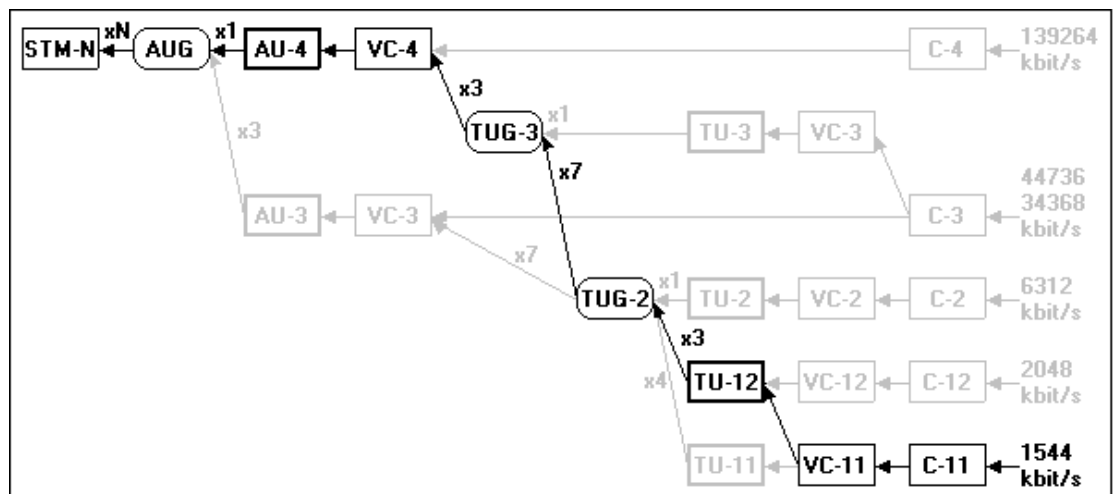 STM-N xN AUG x1 AU-4 VC-4 C-4 139264
kbit/s
x3
TUG-3 x1 TU-3 VC-3
x3
x7
44736
AU-3 VC-3 C-3 34368
kbit/s
x7
TUG-2 x1 TU-2 VC-2 C-2 6312
kbit/s
x3
x4 TU-12 VC-12 C-12 2048
kbit/s
TU-11 VC-11 C-11 1544
kbit/s